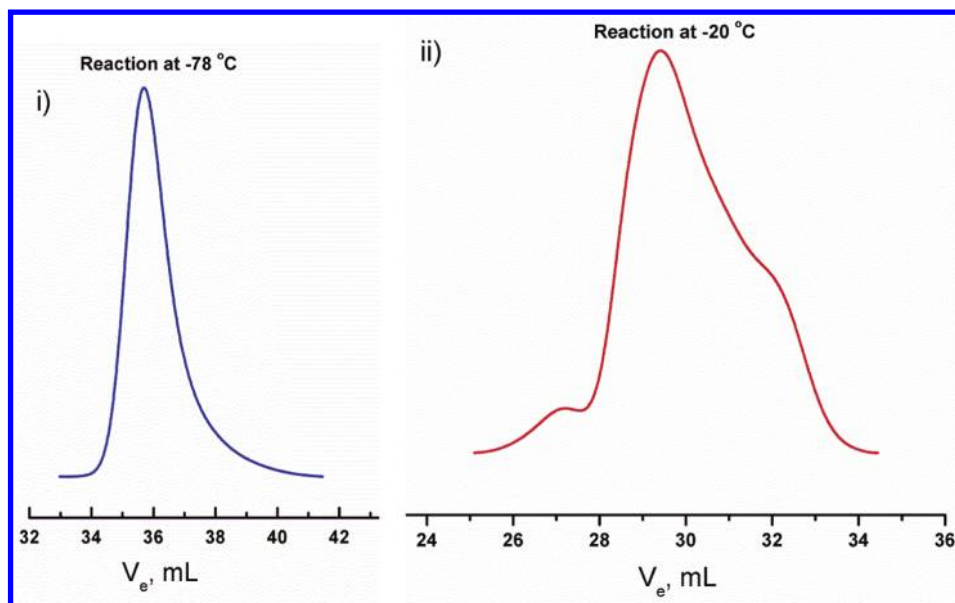 i)
Reaction at -78 °C
32 34 36 38 40 42
Ve, mL
ii)
Reaction at -20 °C
24 26 28 30 32 34 36
Ve, mL